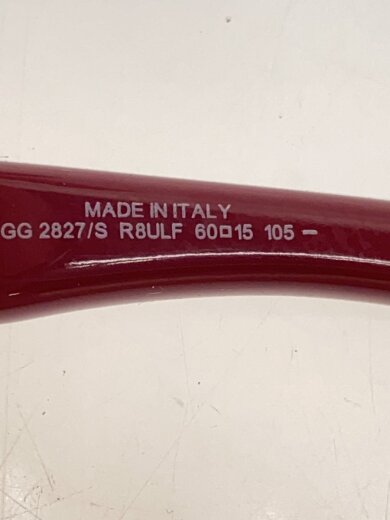 MADE IN ITALY
GG 2827/S R8ULF 60□15 105 -